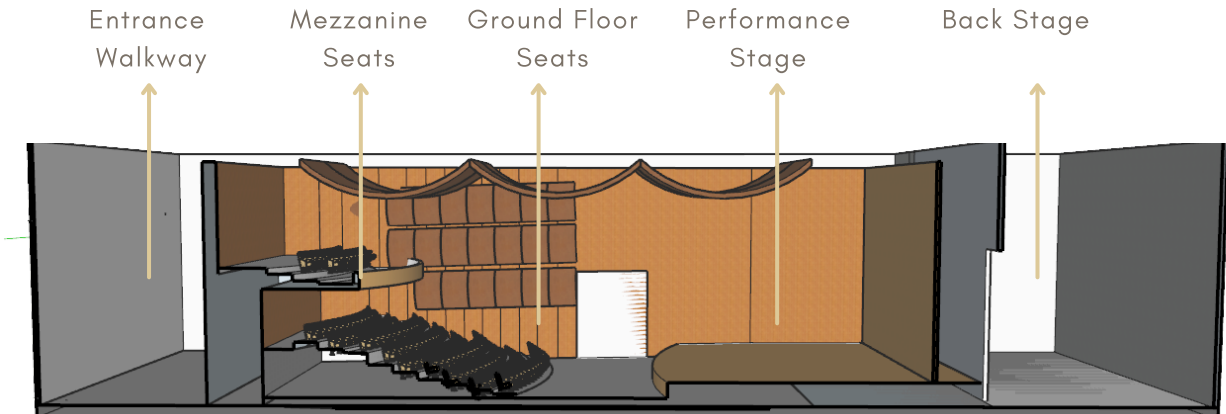 Entrance
Walkway
Mezzanine
Seats
Ground Floor
Seats
Performance
Stage
Back Stage